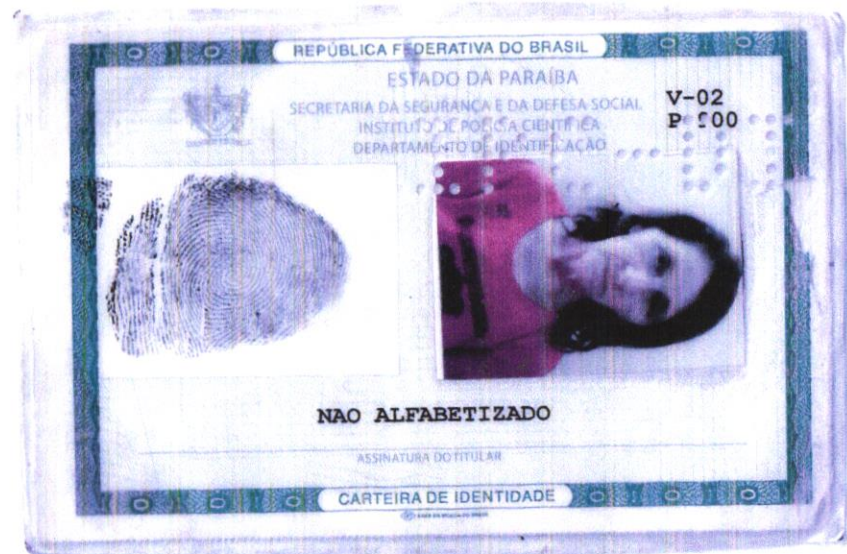 REPÚBLICA FEDERATIVA DO BRASIL
ESTADO DA PARAÍBA
SECRETARIA DA SEGURANÇA E DA DEFESA SOCIAL
INSTITUTO DE POLÍCIA CIENTÍFICA
DEPARTAMENTO DE IDENTIFICAÇÃO
V-02
NAO ALFABETIZADO
ASSINATURA DO TITULAR
CARTEIRA DE IDENTIDADE